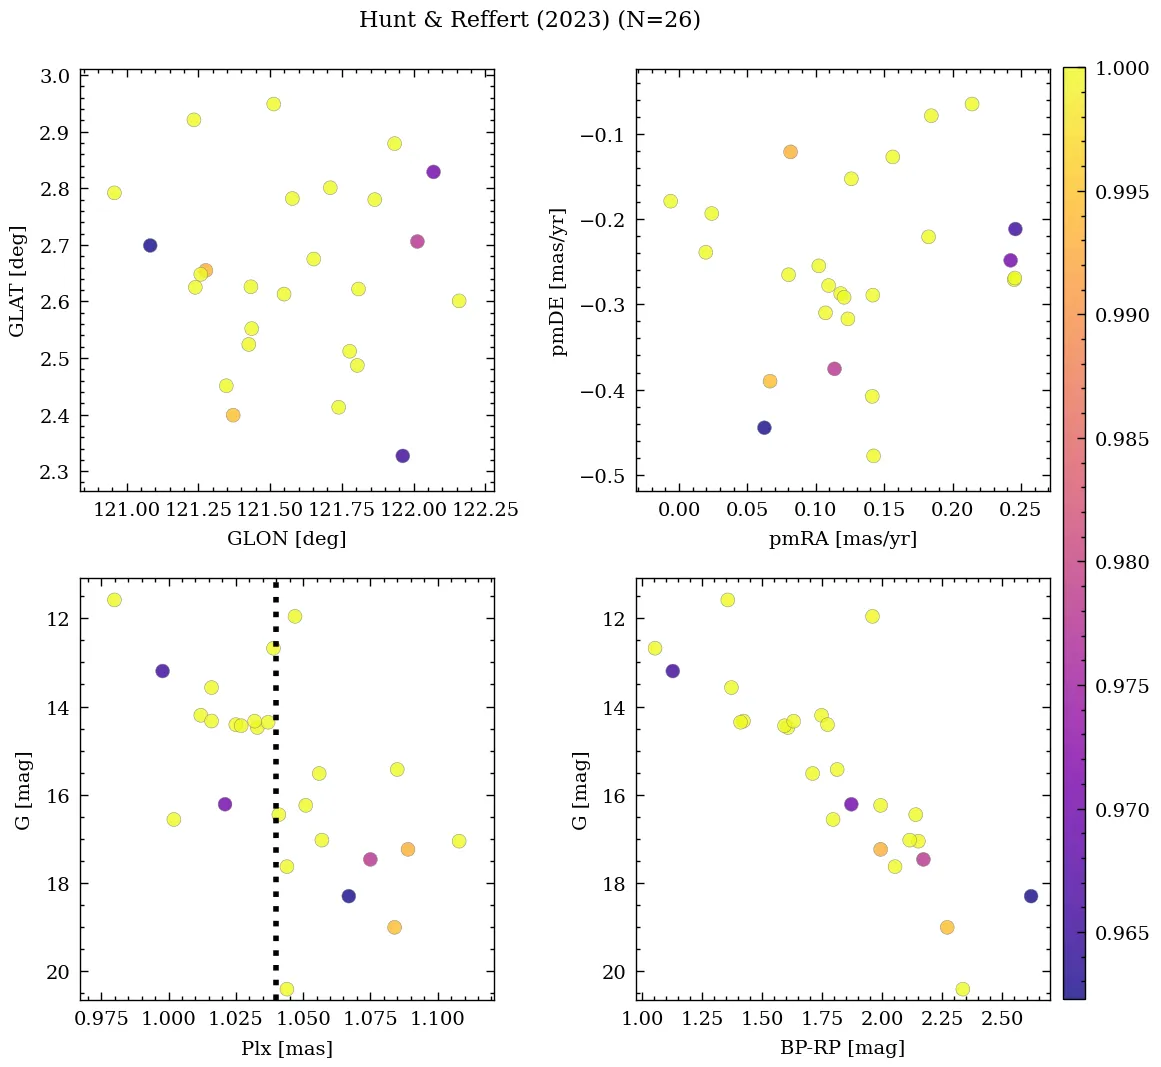 Hunt & Reffert (2023) (N=26)
3.0
2.9
2.8
2.7
2.6
2.5
2.4
2.3
GLAT [deg]
121.00 121.25 121.50 121.75 122.00 122.25
GLON [deg]
−0.1
−0.2
−0.3
−0.4
−0.5
pmDE [mas/yr]
0.00 0.05 0.10 0.15 0.20 0.25
pmRA [mas/yr]
12
14
16
18
20
G [mag]
0.975 1.000 1.025 1.050 1.075 1.100
Plx [mas]
12
14
16
18
20
G [mag]
1.00 1.25 1.50 1.75 2.00 2.25 2.50
BP-RP [mag]
1.000
0.995
0.990
0.985
0.980
0.975
0.970
0.965